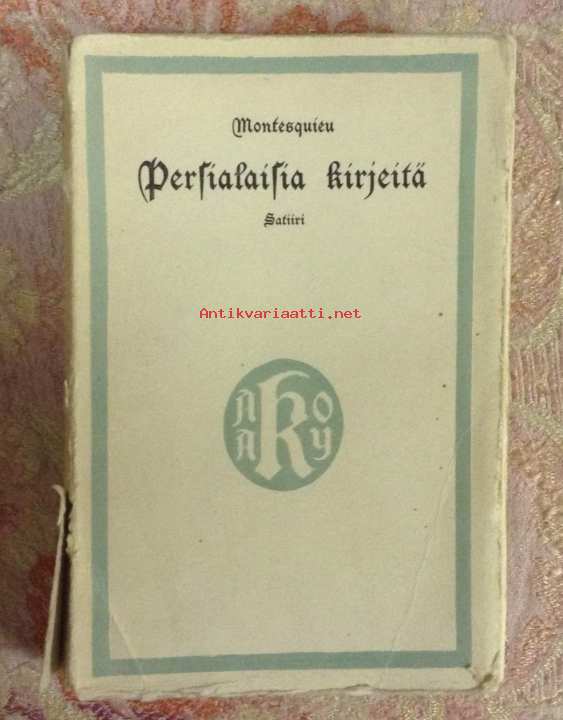 Montesquieu
Persialaisia kirjeitä
Satiiri
Antikvariaatti.net
A K O
A Y